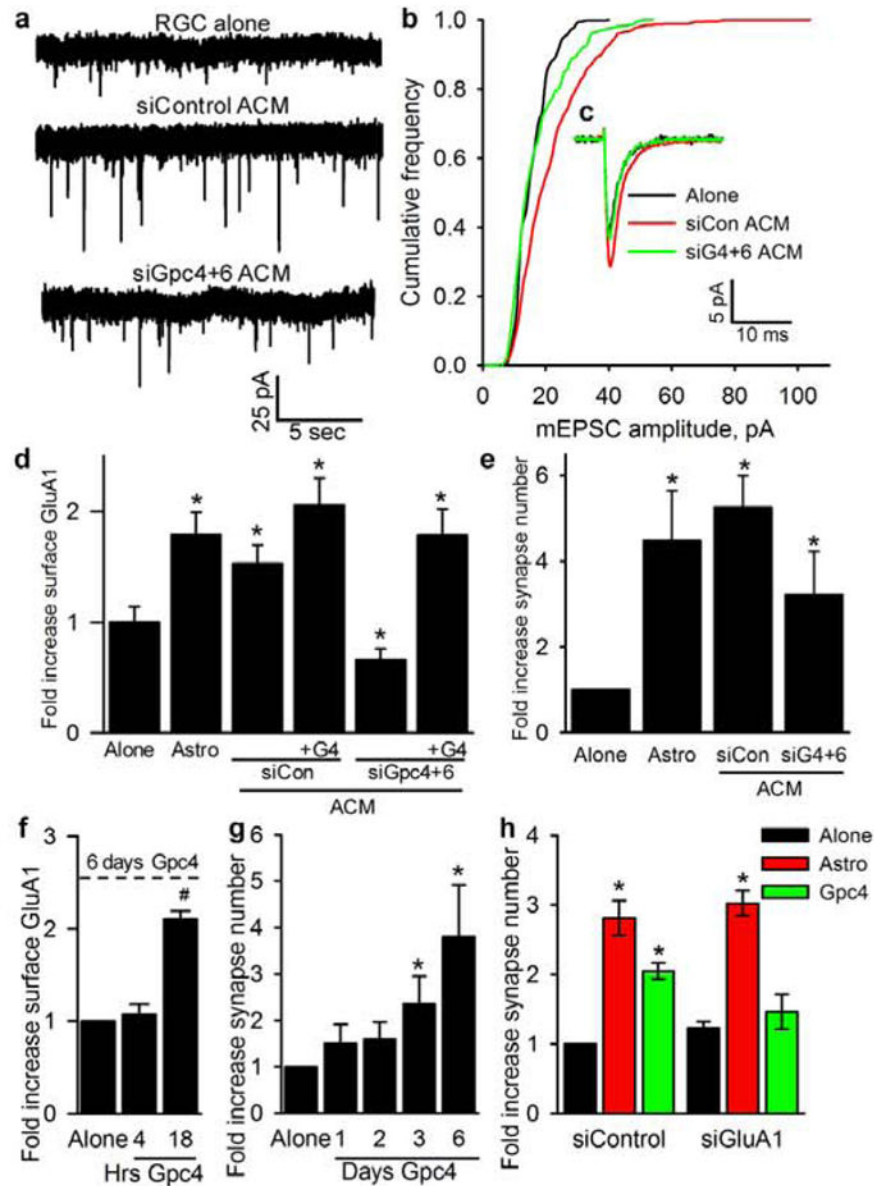 a
RGC alone
siControl ACM
siGpc4+6 ACM
25 pA
5 sec
b
Cumulative frequency
1.0
0.8
0.6
0.4
0.2
0.0
0 20 40 60 80 100
mEPSC amplitude, pA
c
Alone
siCon ACM
siG4+6 ACM
5 pA
10 ms
d
Fold increase surface GluA1
2
1
0
* * * * *
Alone Astro +G4 +G4
siCon siGpc4+6
ACM
e
Fold increase synapse number
6
4
2
0
* * *
Alone Astro siCon siG4+6
ACM
f
Fold increase surface GluA1
3
2
1
0
6 days Gpc4
#
Alone 4 18
Hrs Gpc4
g
Fold increase synapse number
6
5
4
3
2
1
0
* *
Alone 1 2 3 6
Days Gpc4
h
Fold increase synapse number
4
3
2
1
0
* * *
Alone
Astro
Gpc4
siControl siGluA1